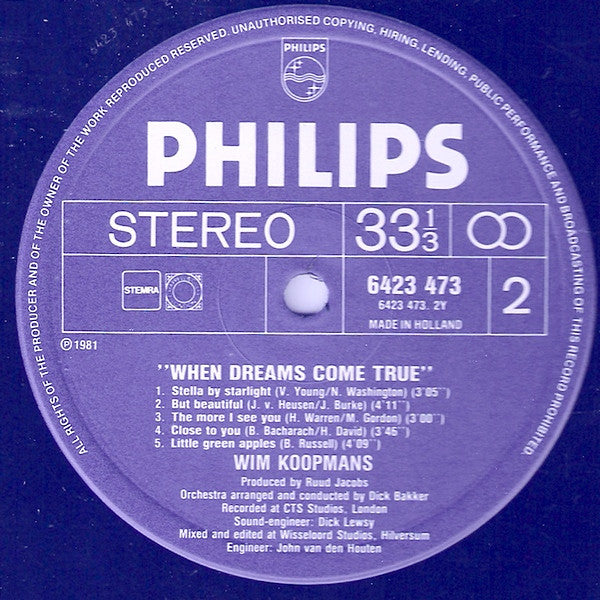 ALL RIGHTS OF THE PRODUCER AND OF THE OWNER OF THE WORK REPRODUCED RESERVED. UNAUTHORISED COPYING, HIRING, LENDING, PUBLIC PERFORMANCE AND BROADCASTING OF THIS RECORD PROHIBITED
PHILIPS
PHILIPS
STEREO 33 1/3
STEMRA
6423 473
6423 473. 2Y
MADE IN HOLLAND
2
℗ 1981
"WHEN DREAMS COME TRUE"
1. Stella by starlight (V. Young/N. Washington) (3'05'')
2. But beautiful (J. v. Heusen/J. Burke) (4'11'')
3. The more I see you (H. Warren/M. Gordon) (3'00'')
4. Close to you (B. Bacharach/H. David) (3'45'')
5. Little green apples (B. Russell) (4'09'')
WIM KOOPMANS
Produced by Ruud Jacobs
Orchestra arranged and conducted by Dick Bakker
Recorded at CTS Studios, London
Sound-engineer: Dick Lewsy
Mixed and edited at Wisseloord Studios, Hilversum
Engineer: John van den Houten